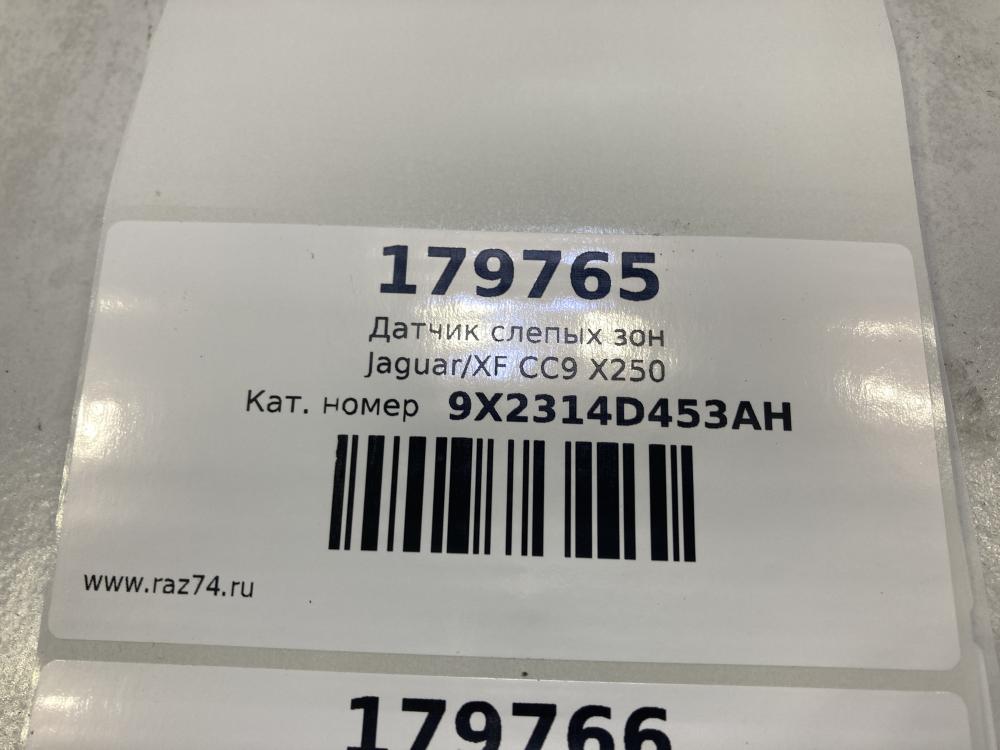 179765
Датчик слепых зон
Jaguar/XF CC9 X250
Кат. номер 9X2314D453AH
www.raz74.ru
179766